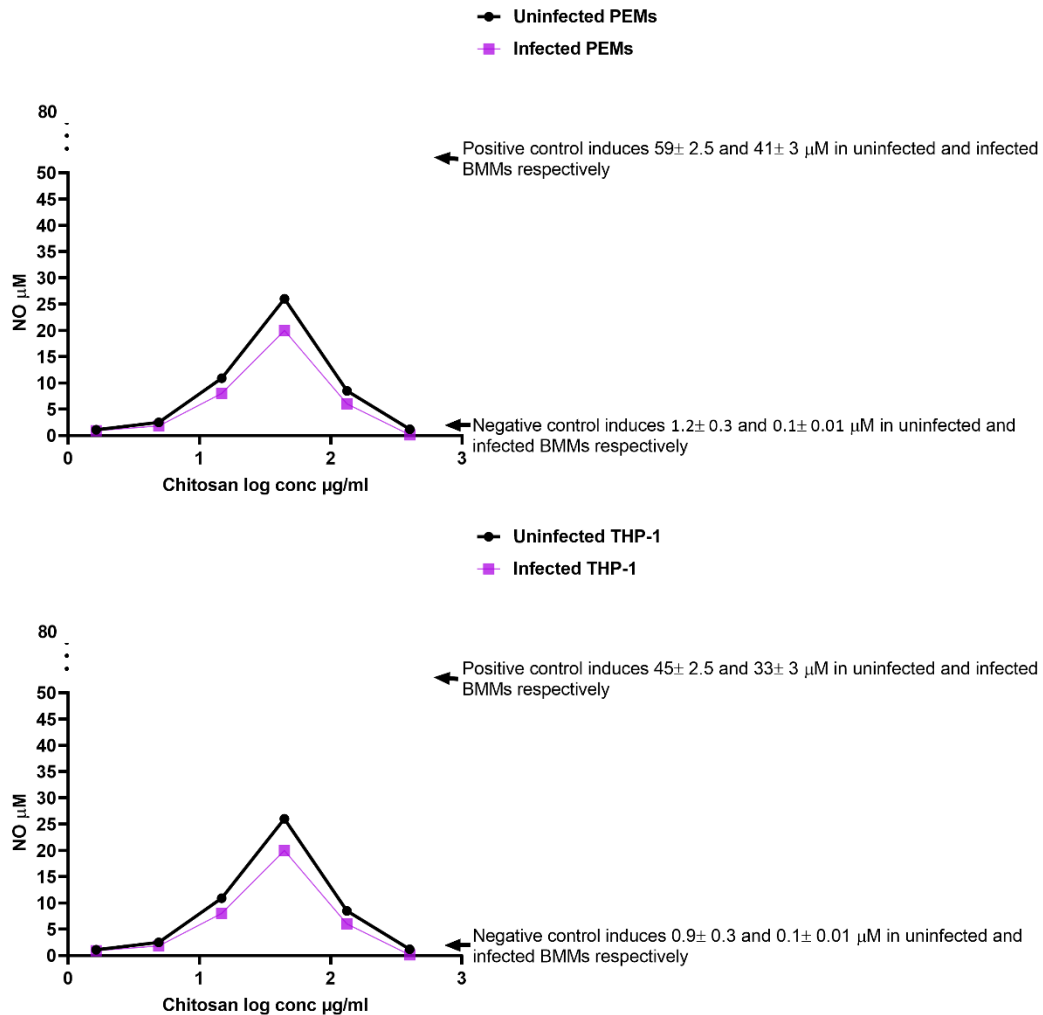 Uninfected PEMs
Infected PEMs
80
Positive control induces 59± 2.5 and 41± 3 μM in uninfected and infected
BMMs respectively
50
45
40
35
30
25
20
15
10
5
0
NO μM
Negative control induces 1.2± 0.3 and 0.1± 0.01 μM in uninfected and
infected BMMs respectively
0 1 2 3
Chitosan log conc μg/ml
Uninfected THP-1
Infected THP-1
80
Positive control induces 45± 2.5 and 33± 3 μM in uninfected and infected
BMMs respectively
50
45
40
35
30
25
20
15
10
5
0
NO μM
Negative control induces 0.9± 0.3 and 0.1± 0.01 μM in uninfected and
infected BMMs respectively
0 1 2 3
Chitosan log conc μg/ml